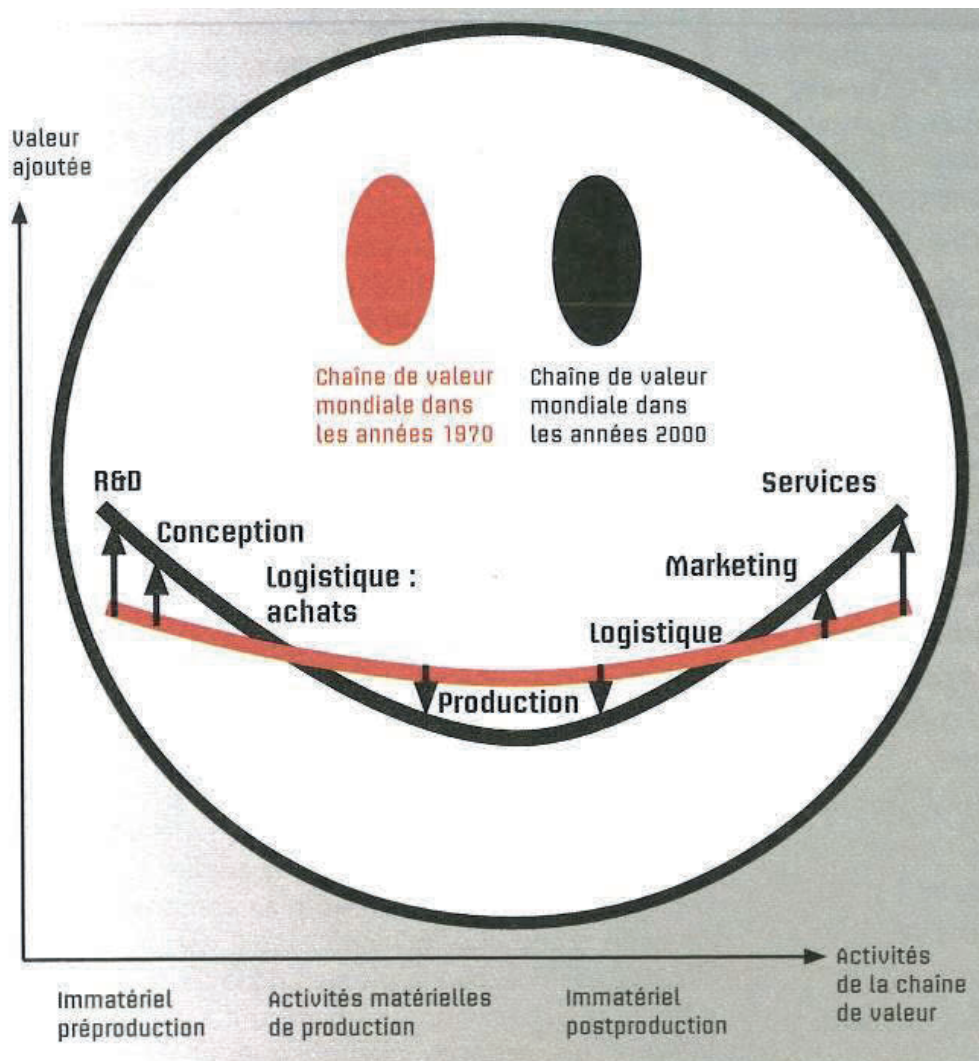 Valeur
ajoutée
Chaîne de valeur
mondiale dans
les années 1970
Chaîne de valeur
mondiale dans
les années 2000
R&D
Conception
Logistique :
achats
Production
Logistique
Marketing
Services
Immatériel
préproduction
Activités matérielles
de production
Immatériel
postproduction
Activités
de la chaîne
de valeur